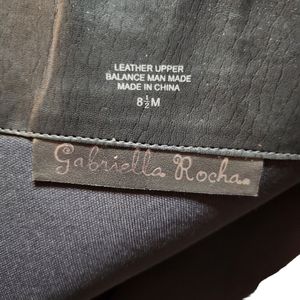 LEATHER UPPER
BALANCE MAN MADE
MADE IN CHINA
8½M
Gabriella Rocha